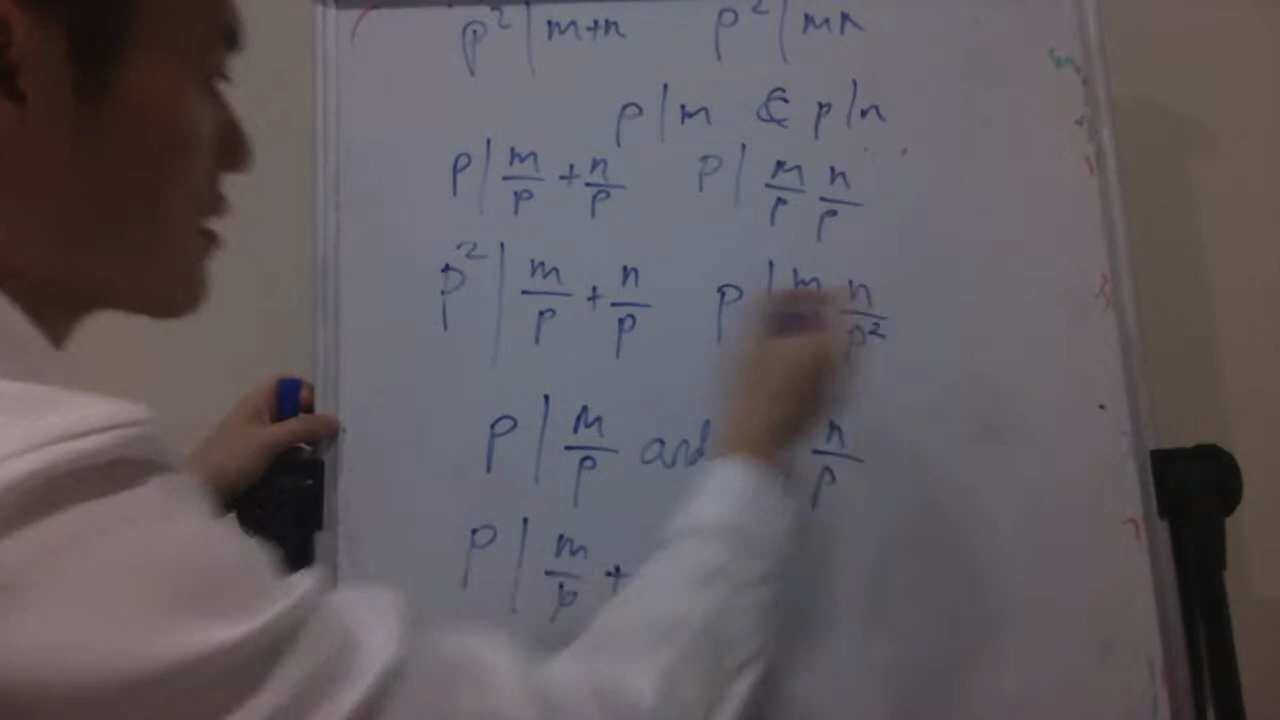 p² | m+n p² | mn
p | m & p | n
p | m/p + n/p p | m/p n/p
p² | m/p + n/p p | m n/p²
p | m/p and n/p
p | m/p +